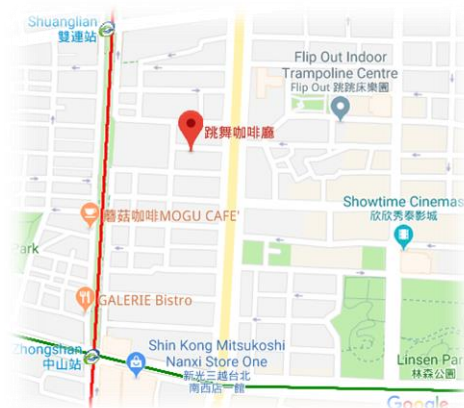 Shuanglian
雙連站
Flip Out Indoor
Trampoline Centre
Flip Out 跳跳床樂園
跳舞咖啡廳
Showtime Cinemas
欣欣秀泰影城
蘑菇咖啡MOGU CAFE'
Park
GALERIE Bistro
Zhongshan
中山站
Shin Kong Mitsukoshi
Nanxi Store One
新光三越台北
南西店一館
Linsen Par
林森公園
Google